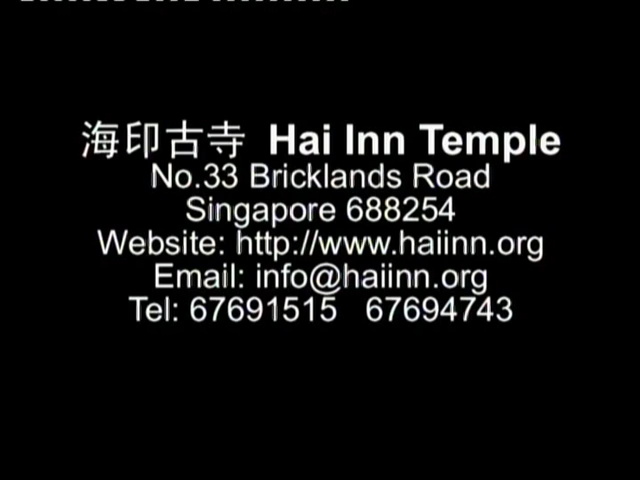 海印古寺 Hai Inn Temple
No.33 Bricklands Road
Singapore 688254
Website: http://www.haiinn.org
Email: info@haiinn.org
Tel: 67691515 67694743